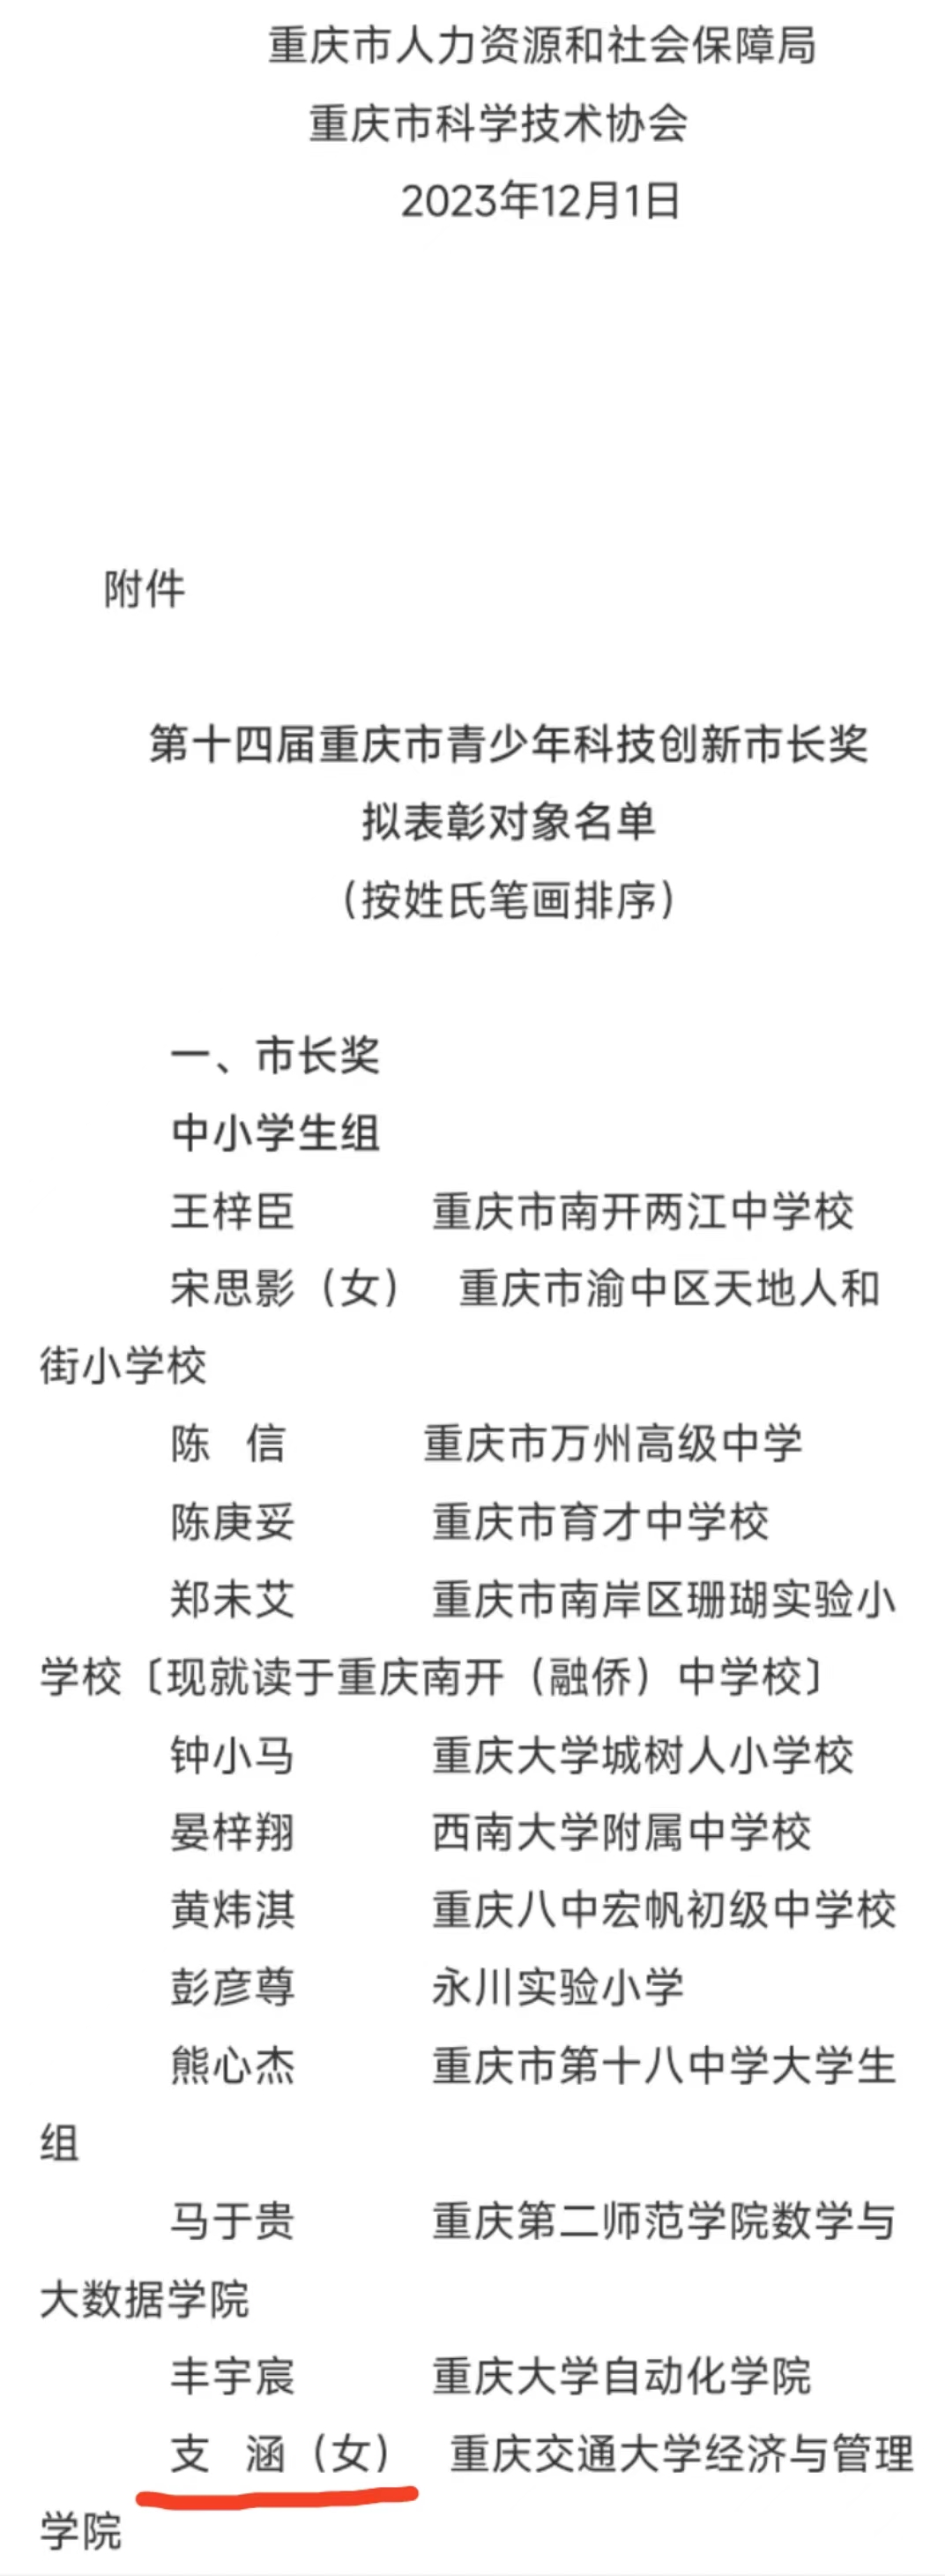 重庆市人力资源和社会保障局
重庆市科学技术协会
2023年12月1日
附件
第十四届重庆市青少年科技创新市长奖
拟表彰对象名单
（按姓氏笔画排序）
一、市长奖
中小学生组
王梓臣 重庆市南开两江中学校
宋思影（女） 重庆市渝中区天地人和
街小学校
陈 信 重庆市万州高级中学
陈庚妥 重庆市育才中学校
郑未艾 重庆市南岸区珊瑚实验小
学校〔现就读于重庆南开（融侨）中学校〕
钟小马 重庆大学城树人小学校
晏梓翔 西南大学附属中学校
黄炜淇 重庆八中宏帆初级中学校
彭彦尊 永川实验小学
熊心杰 重庆市第十八中学大学生
组
马于贵 重庆第二师范学院数学与
大数据学院
丰宇宸 重庆大学自动化学院
支 涵（女） 重庆交通大学经济与管理
学院